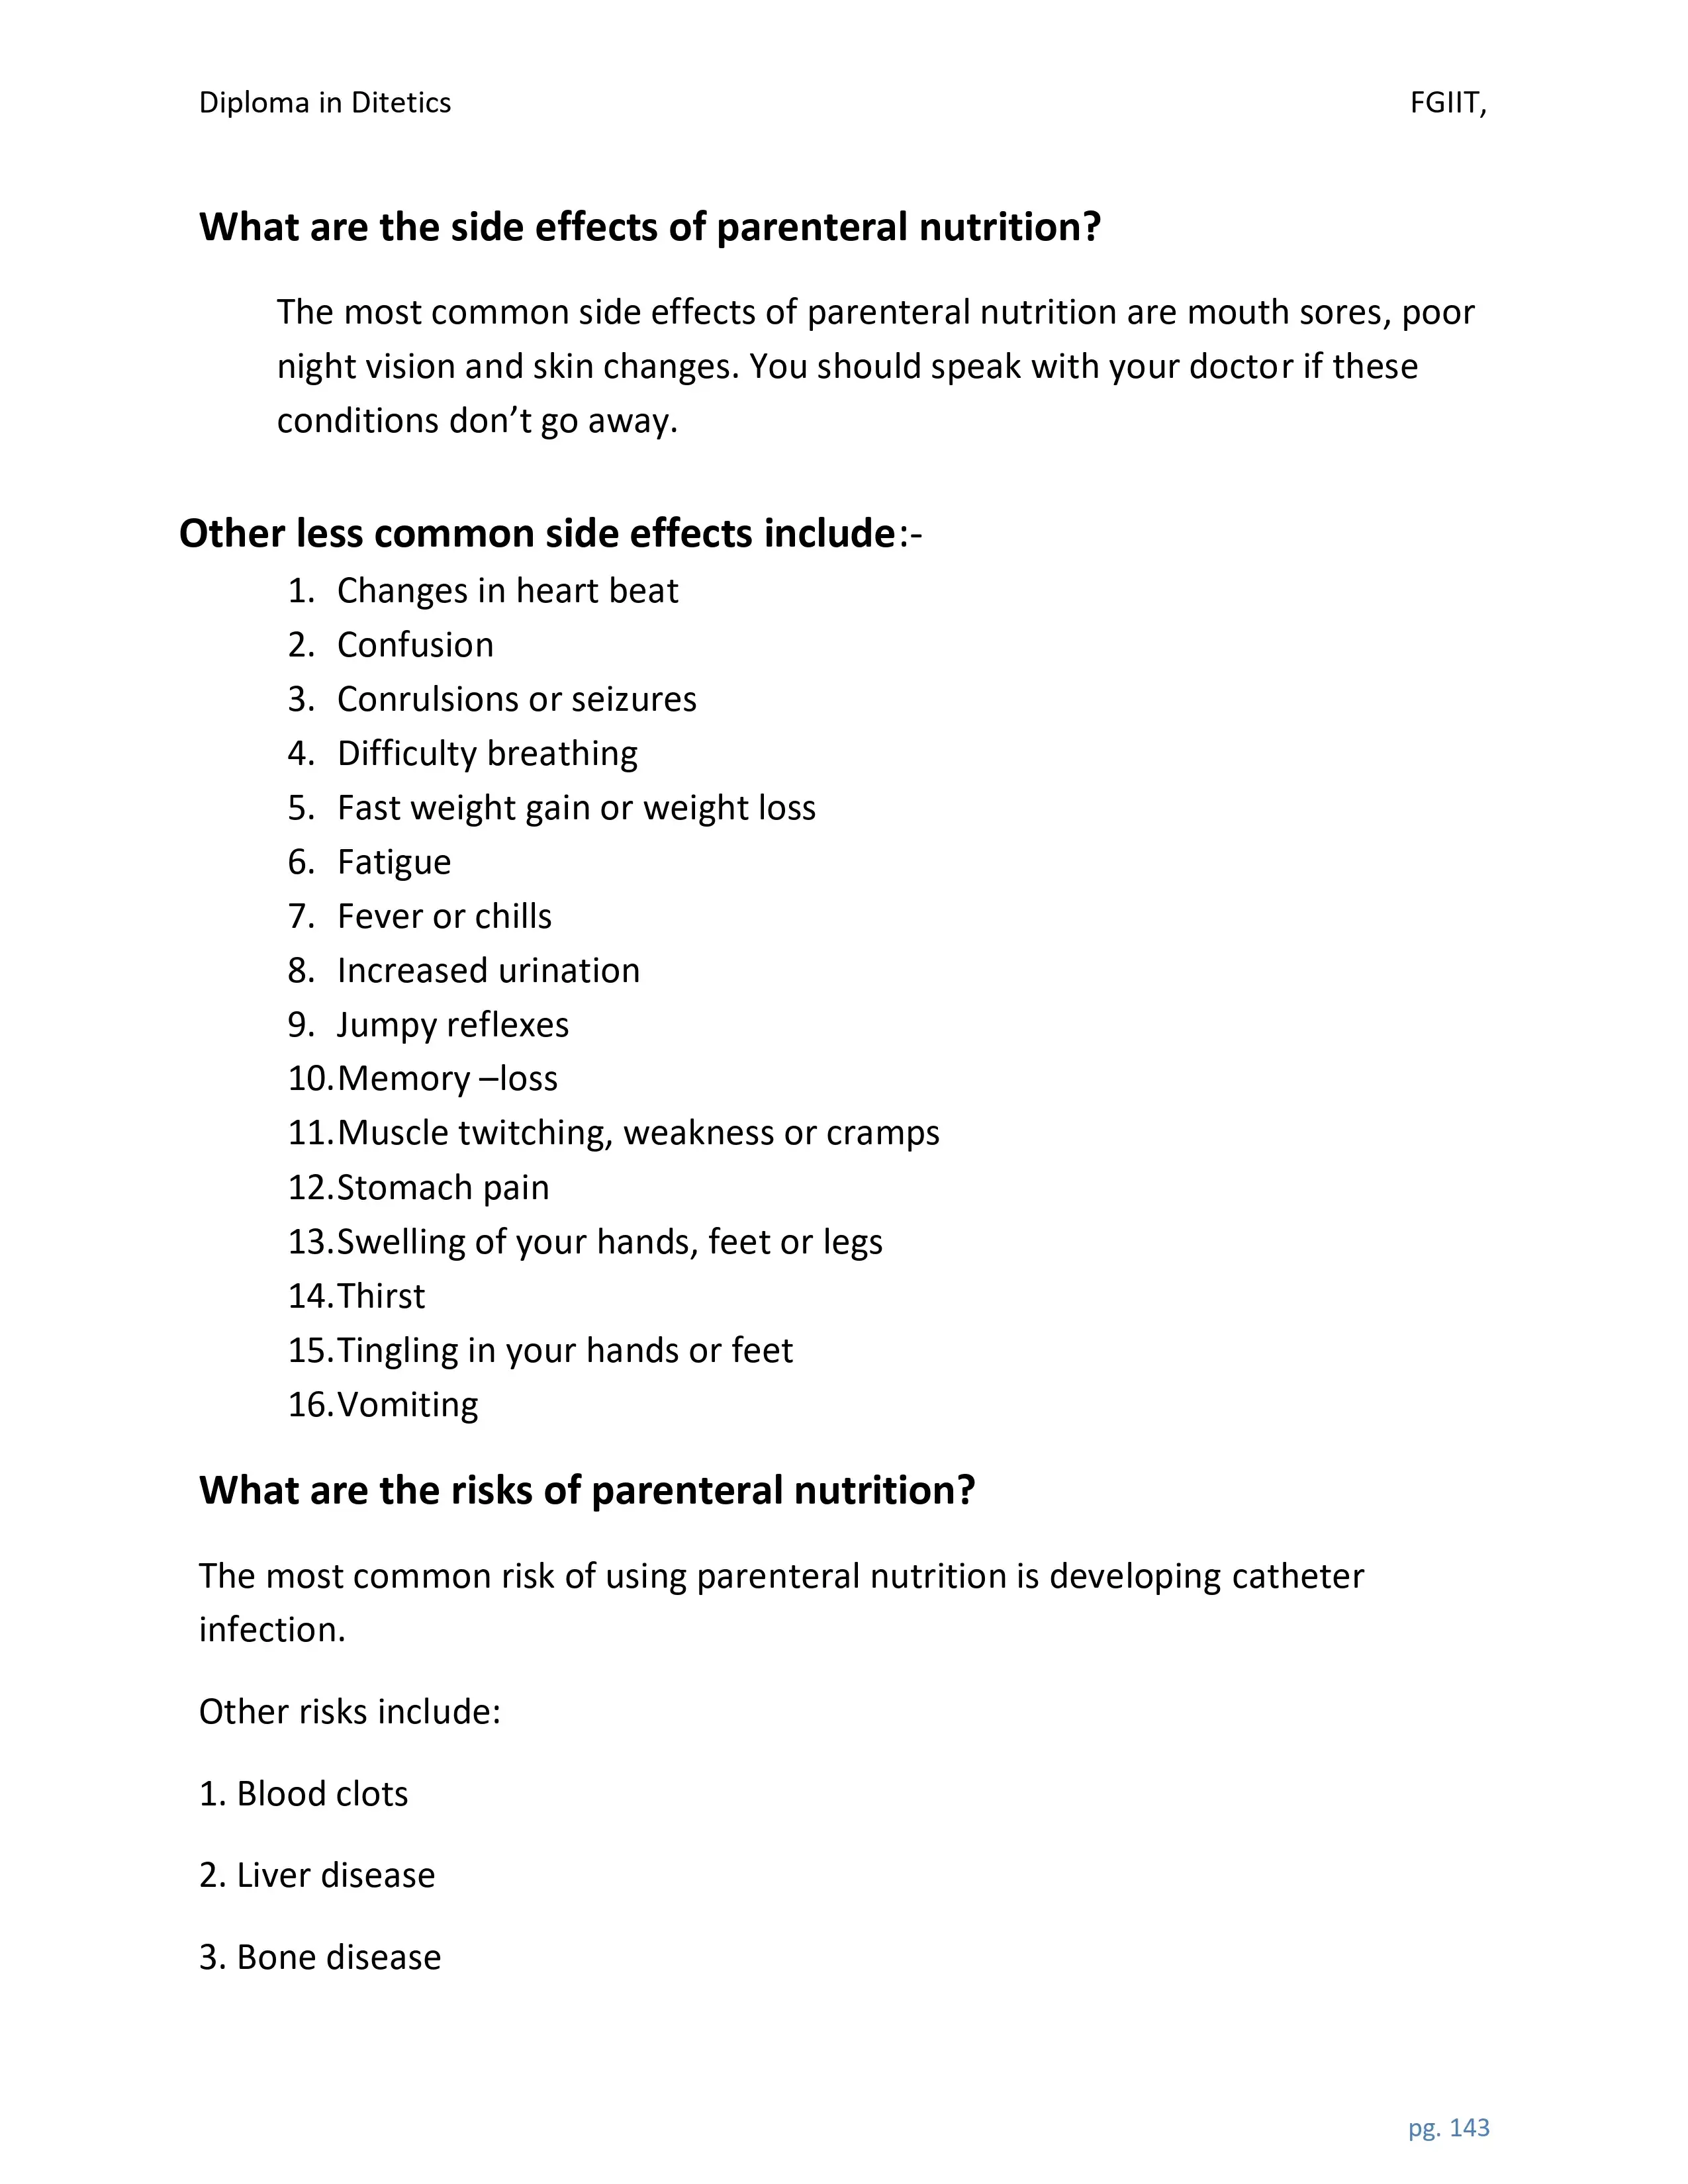 Diploma in Ditetics FGIIT,
What are the side effects of parenteral nutrition?
The most common side effects of parenteral nutrition are mouth sores, poor
night vision and skin changes. You should speak with your doctor if these
conditions don’t go away.
Other less common side effects include:-
1. Changes in heart beat
2. Confusion
3. Conrulsions or seizures
4. Difficulty breathing
5. Fast weight gain or weight loss
6. Fatigue
7. Fever or chills
8. Increased urination
9. Jumpy reflexes
10.Memory –loss
11.Muscle twitching, weakness or cramps
12.Stomach pain
13.Swelling of your hands, feet or legs
14.Thirst
15.Tingling in your hands or feet
16.Vomiting
What are the risks of parenteral nutrition?
The most common risk of using parenteral nutrition is developing catheter
infection.
Other risks include:
1. Blood clots
2. Liver disease
3. Bone disease
pg. 143